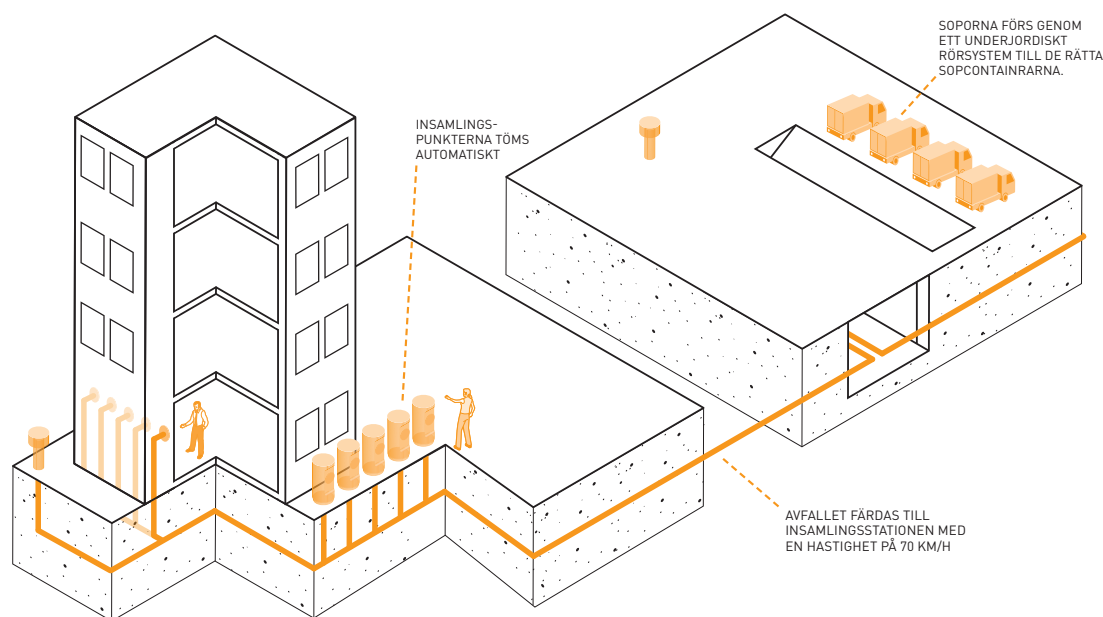 SOPORNA FÖRS GENOM
ETT UNDERJORDISKT
RÖRSYSTEM TILL DE RÄTTA
SOPCONTAINRARNA.
INSAMLINGS-
PUNKTERNA TÖMS
AUTOMATISKT
AVFALLET FÄRDAS TILL
INSAMLINGSSTATIONEN MED
EN HASTIGHET PÅ 70 KM/H